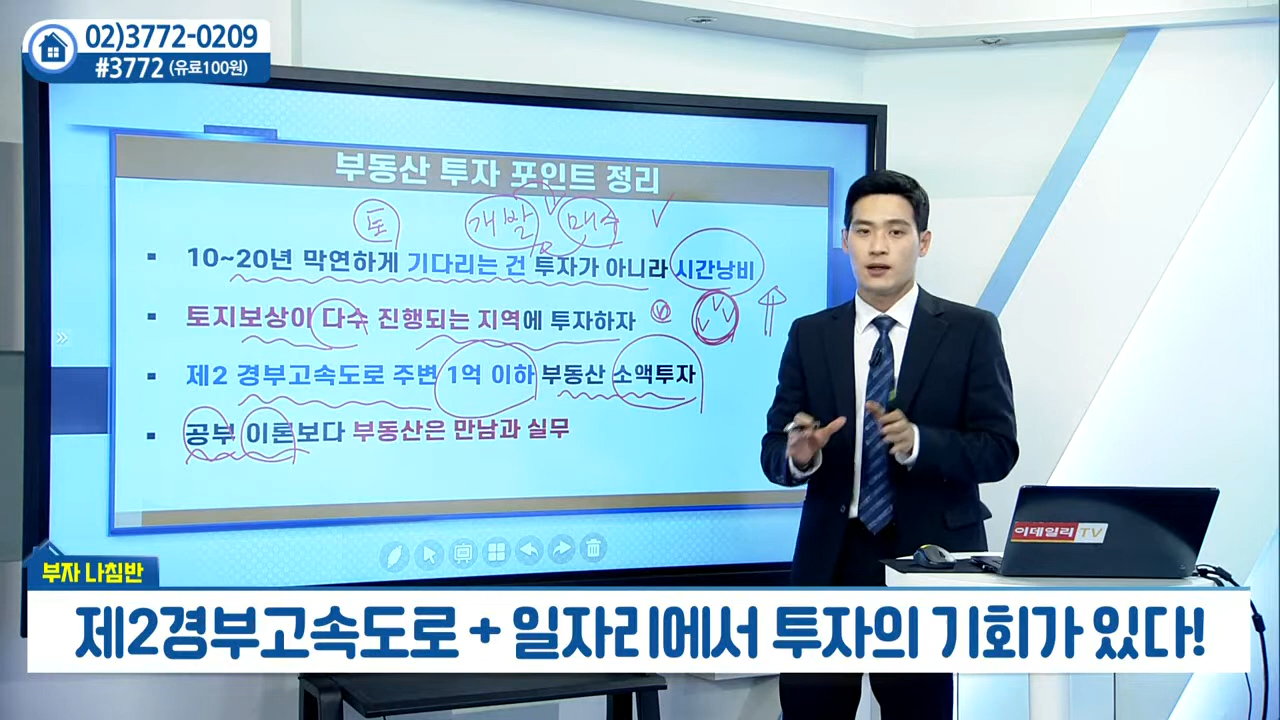 02)3772-0209
#3772 (유료100원)
부동산 투자 포인트 정리
토 개발 매수
10~20년 막연하게 기다리는 건 투자가 아니라 시간낭비
토지보상이 다수 진행되는 지역에 투자하자
제2 경부고속도로 주변 1억 이하 부동산 소액투자
공부 이론보다 부동산은 만남과 실무
이데일리TV
부자 나침반
제2경부고속도로 + 일자리에서 투자의 기회가 있다!